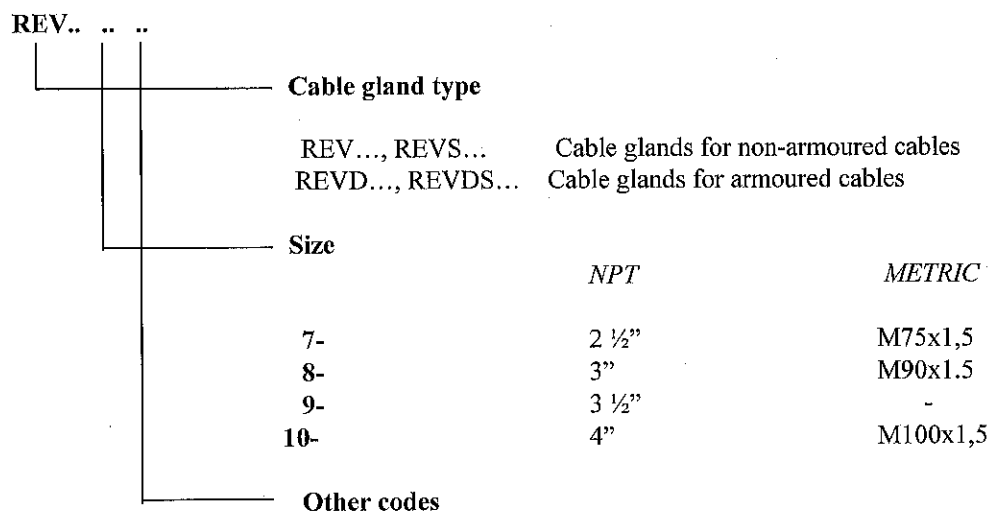 REV.. .. ..
Cable gland type
REV…, REVS… Cable glands for non-armoured cables
REVD…, REVDS… Cable glands for armoured cables
Size
NPT METRIC
7- 2 ½” M75x1,5
8- 3” M90x1.5
9- 3 ½” -
10- 4” M100x1,5
Other codes